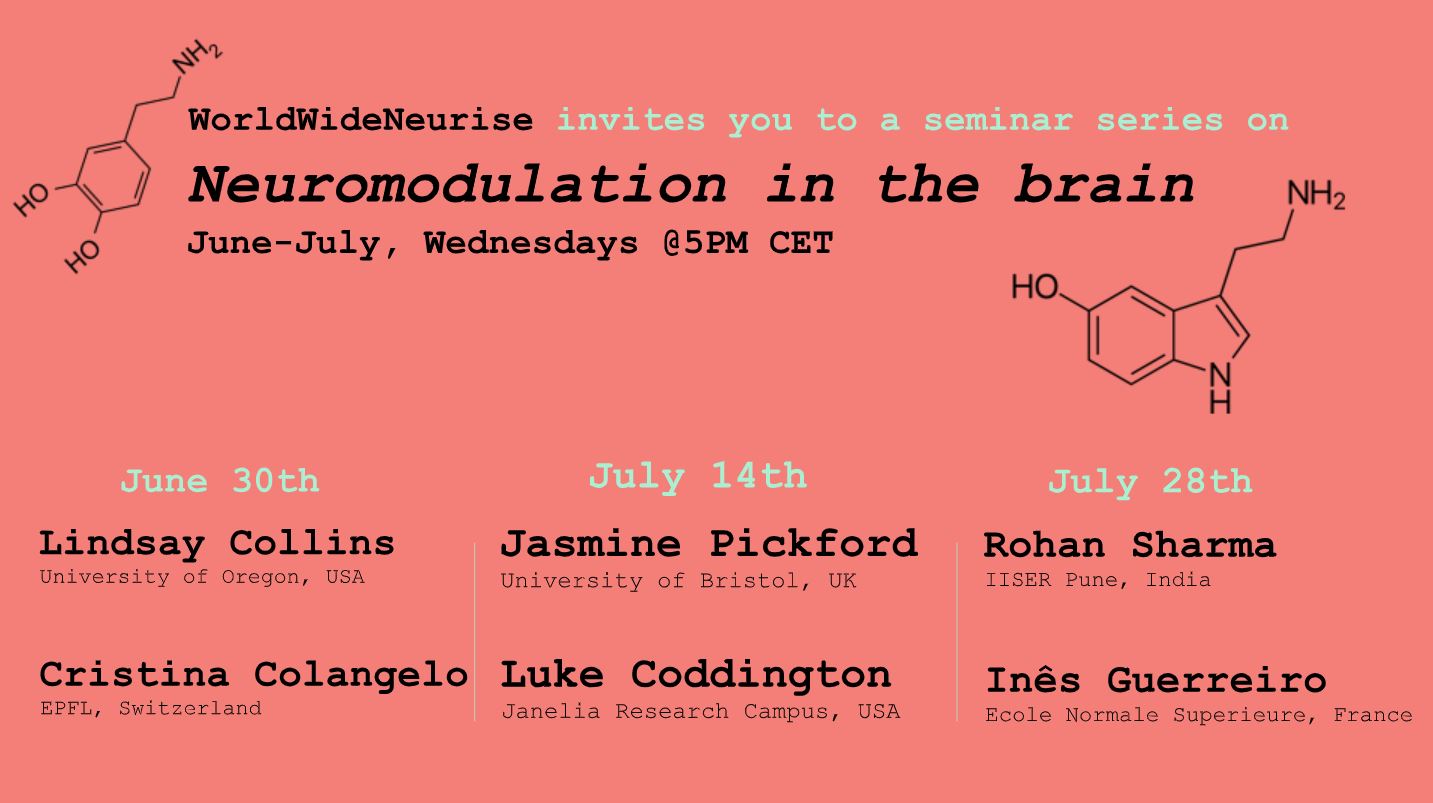 NH2
WorldWideNeurise invites you to a seminar series on
Neuromodulation in the brain
HO
NH2
June-July, Wednesdays @5PM CET
HO
HO
N
H
June 30th
Lindsay Collins
University of Oregon, USA
Cristina Colangelo
EPFL, Switzerland
July 14th
Jasmine Pickford
University of Bristol, UK
Luke Coddington
Janelia Research Campus, USA
July 28th
Rohan Sharma
IISER Pune, India
Inês Guerreiro
Ecole Normale Superieure, France